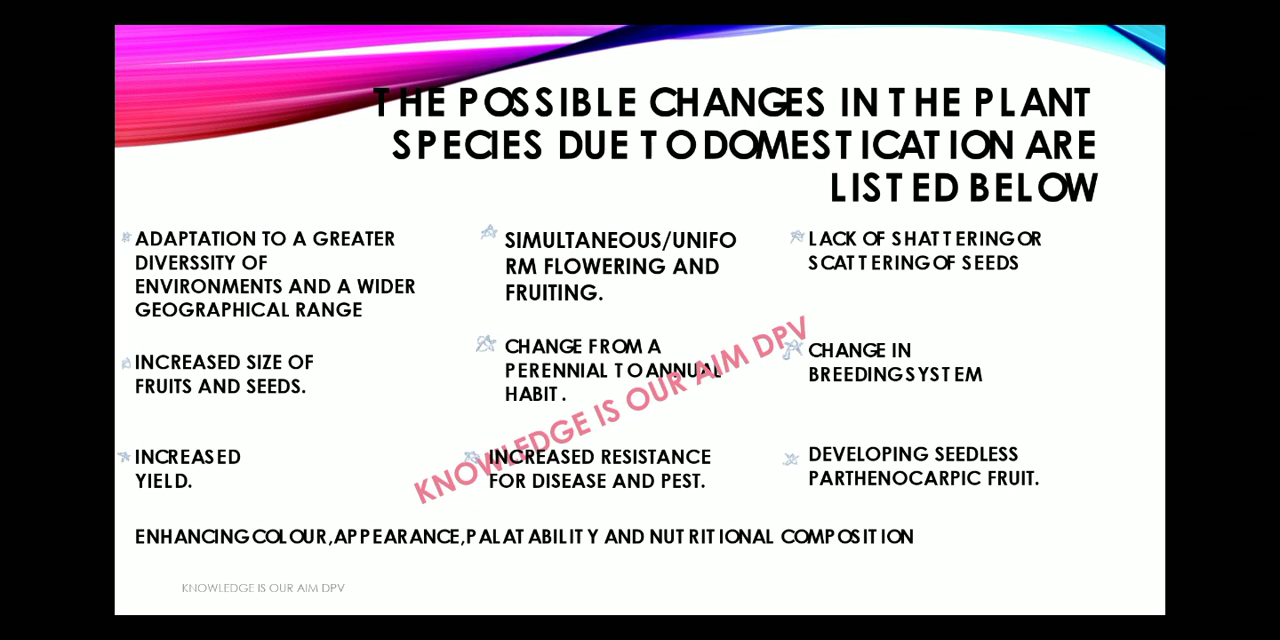 THE POSSIBLE CHANGES IN THE PLANT
SPECIES DUE TO DOMESTICATION ARE
LISTED BELOW
ADAPTATION TO A GREATER
DIVERSSITY OF
ENVIRONMENTS AND A WIDER
GEOGRAPHICAL RANGE
INCREASED SIZE OF
FRUITS AND SEEDS.
INCREASED
YIELD.
SIMULTANEOUS/UNIFO
RM FLOWERING AND
FRUITING.
CHANGE FROM A
PERENNIAL TO ANNUAL
HABIT.
INCREASED RESISTANCE
FOR DISEASE AND PEST.
LACK OF SHATTERING OR
SCATTERING OF SEEDS
CHANGE IN
BREEDING SYSTEM
DEVELOPING SEEDLESS
PARTHENOCARPIC FRUIT.
ENHANCING COLOUR,APPEARANCE,PALATABILITY AND NUTRITIONAL COMPOSITION
KNOWLEDGE IS OUR AIM DPV
KNOWLEDGE IS OUR AIM DPV